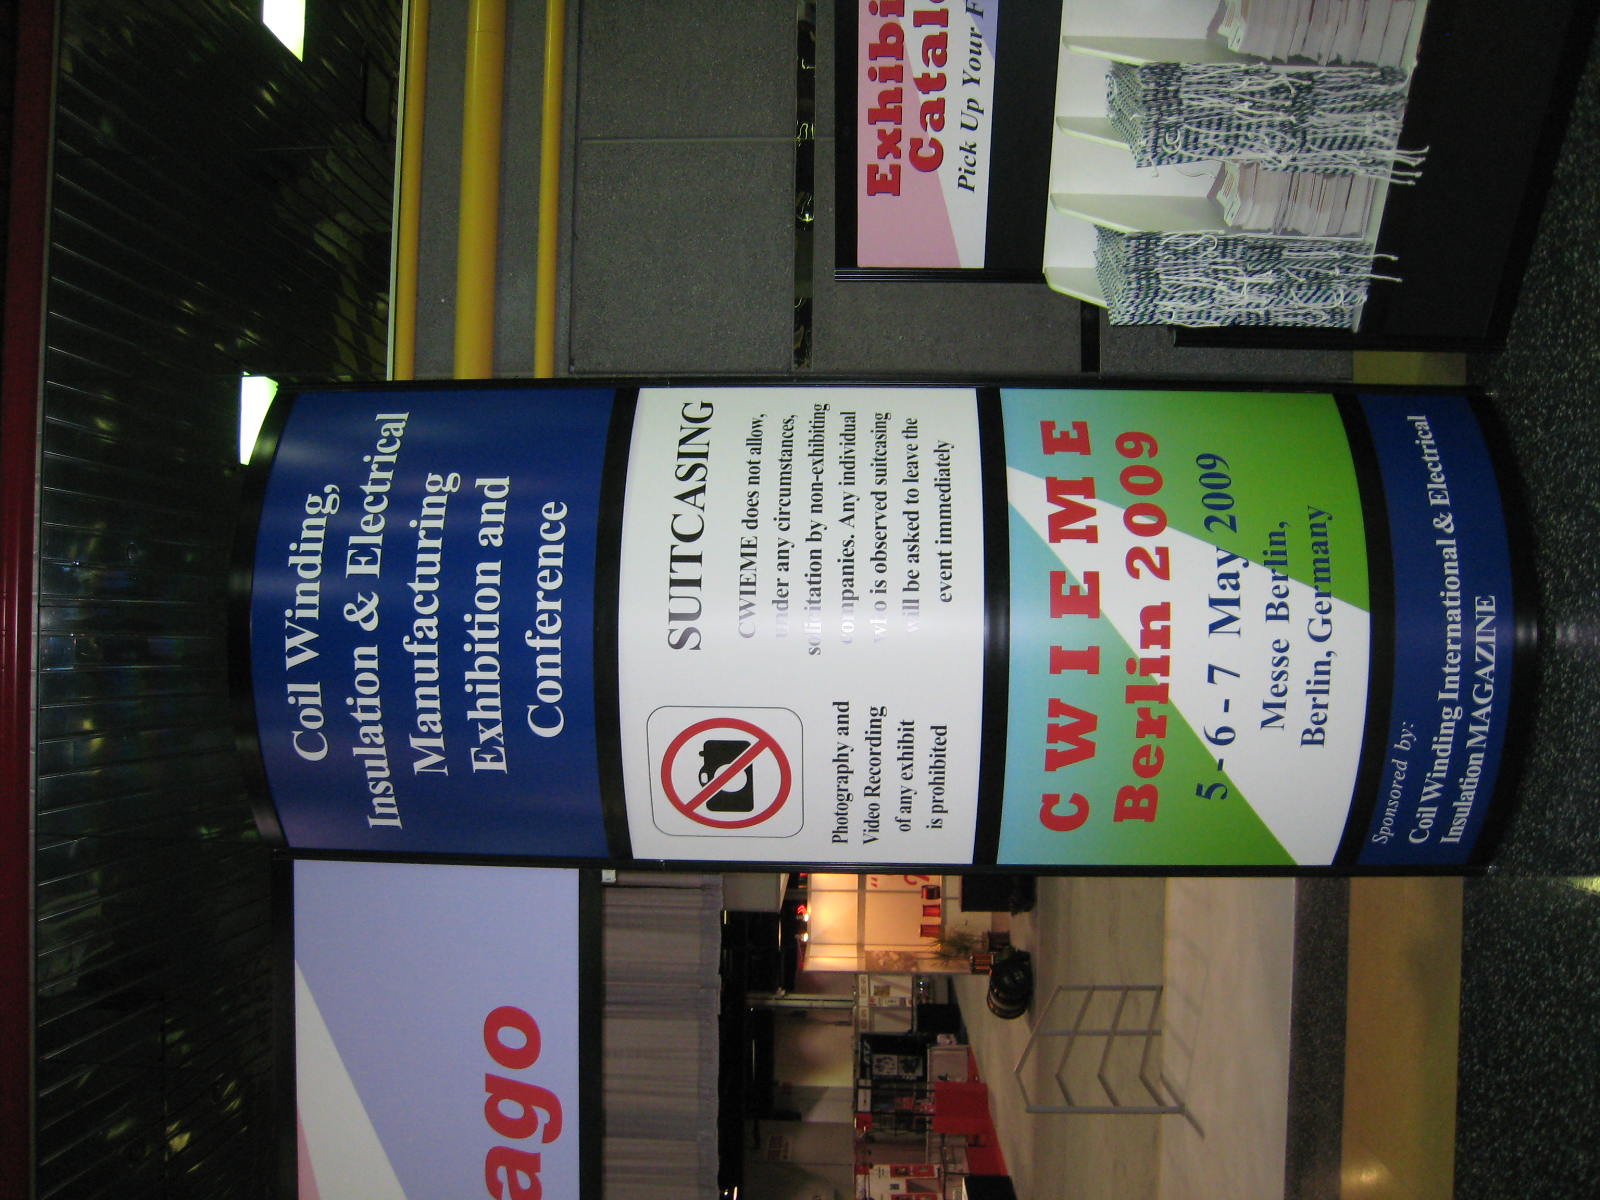 Coil Winding,
Insulation & Electrical
Manufacturing
Exhibition and
Conference
Photography and
Video Recording
of any exhibit
is prohibited
SUITCASING
CWIEME does not allow,
under any circumstances,
solicitation by non-exhibiting
companies. Any individual
who is observed suitcasing
will be asked to leave the
event immediately
CWIEME
Berlin 2009
5 - 6 - 7 May 2009
Messe Berlin,
Berlin, Germany
Sponsored by:
Coil Winding International & Electrical
Insulation MAGAZINE
ago
Exhibi
Catalo
Pick Up Your F